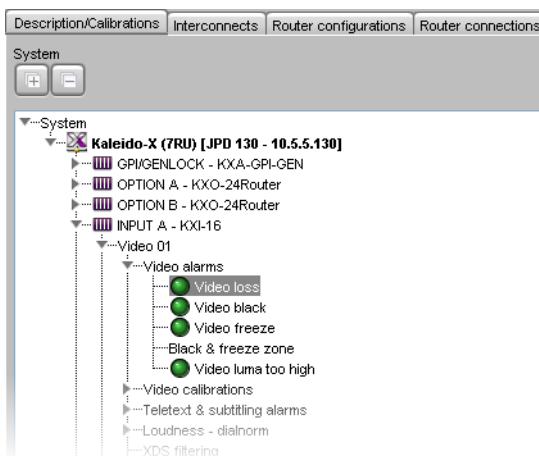 Description/Calibrations Interconnects Router configurations Router connections
System
System
Kaleido-X (7RU) [JPD 130 - 10.5.5.130]
GPI/GENLOCK - KXA-GPI-GEN
OPTION A - KXO-24Router
OPTION B - KXO-24Router
INPUT A - KXI-16
Video 01
Video alarms
Video loss
Video black
Video freeze
Black & freeze zone
Video luma too high
Video calibrations
Teletext & subtitling alarms
Loudness - dialnorm
XDS filtering